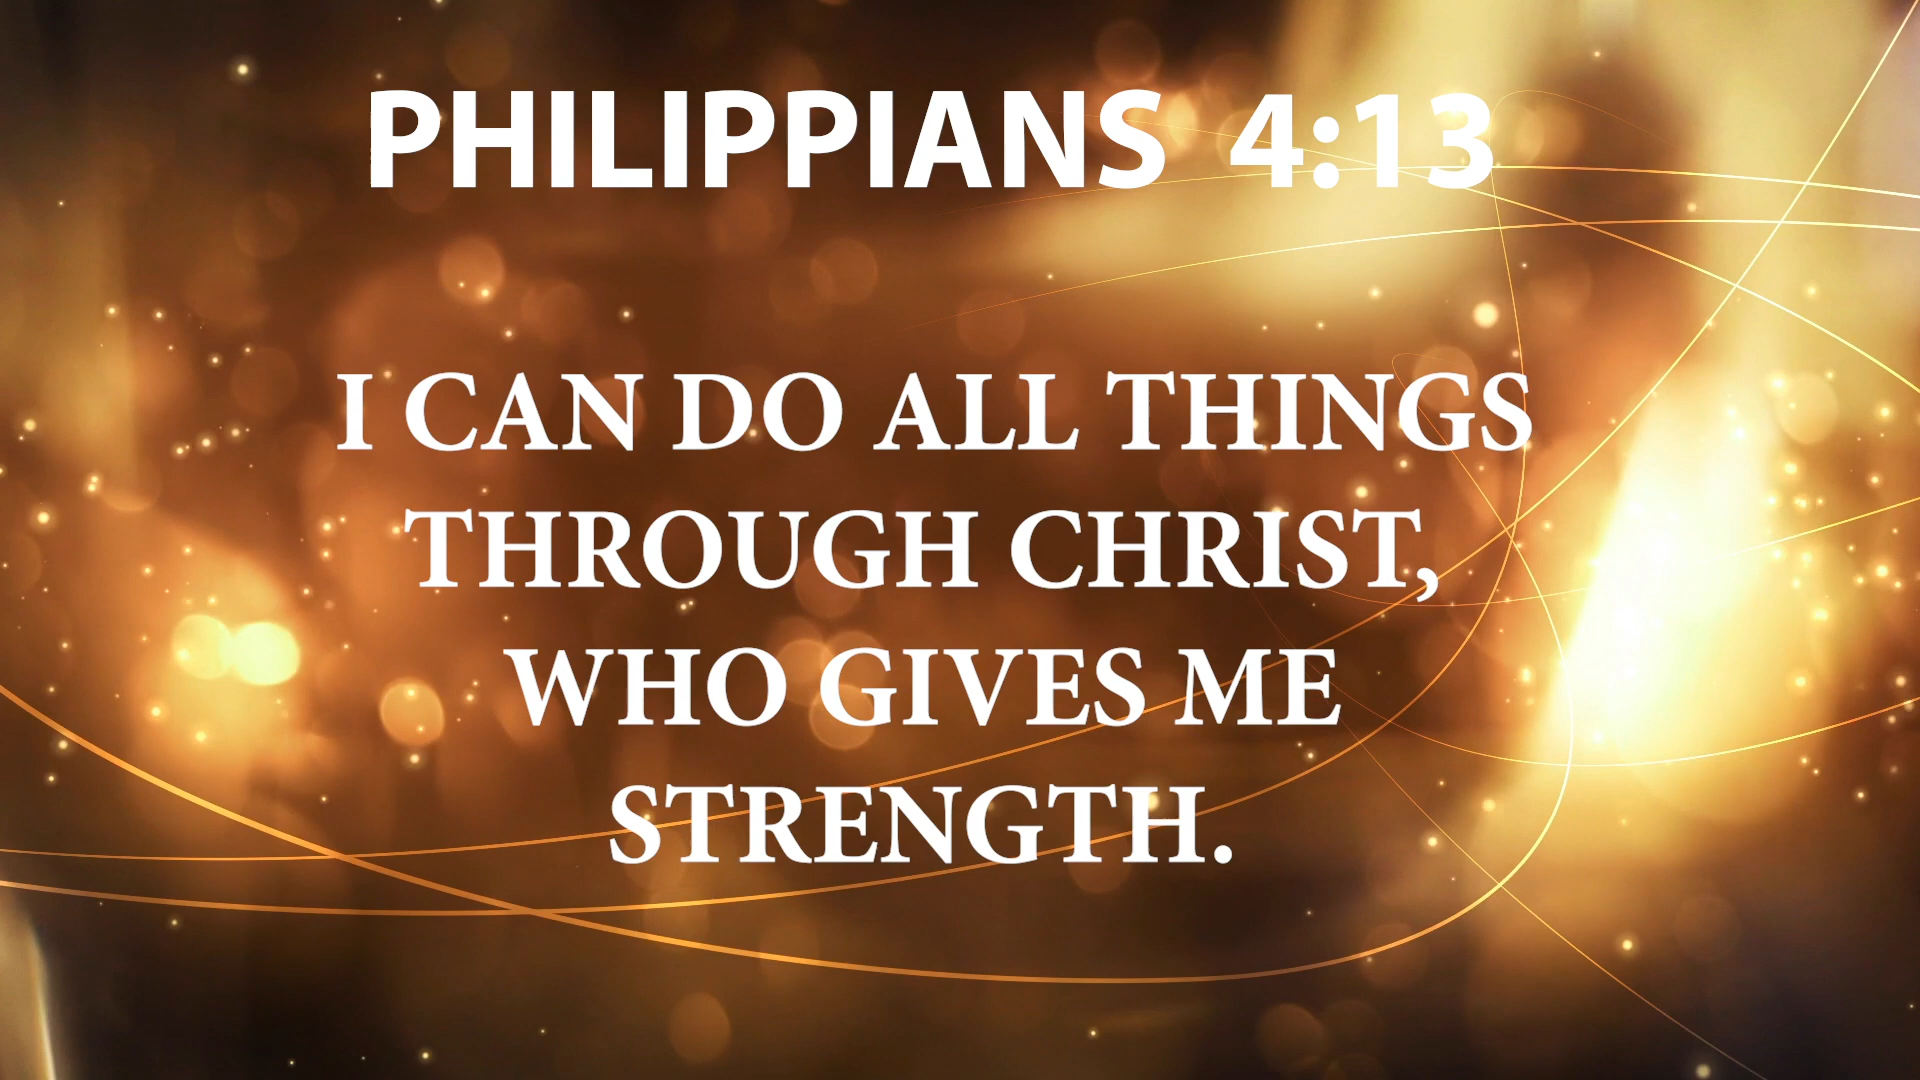 PHILIPPIANS 4:13
I CAN DO ALL THINGS
THROUGH CHRIST,
WHO GIVES ME
STRENGTH.